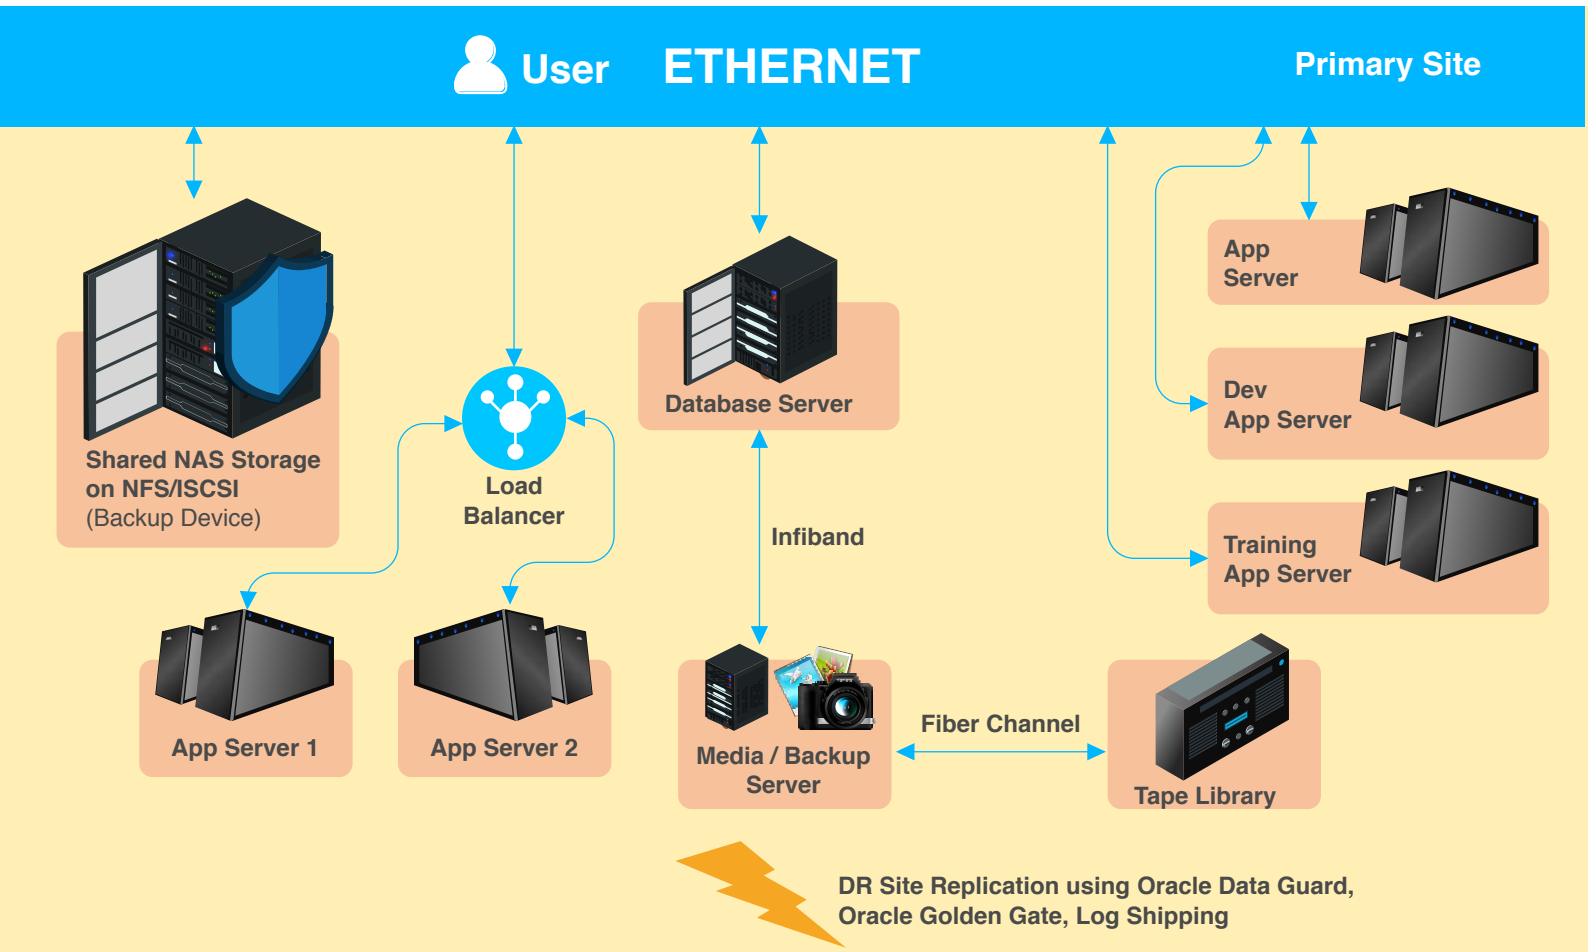 User
ETHERNET
Primary Site
App
Server
Dev
App Server
Training
App Server
Database Server
Shared NAS Storage
on NFS/ISCSI
(Backup Device)
Load
Balancer
Infiband
App Server 1
App Server 2
Media / Backup
Server
Fiber Channel
Tape Library
DR Site Replication using Oracle Data Guard,
Oracle Golden Gate, Log Shipping